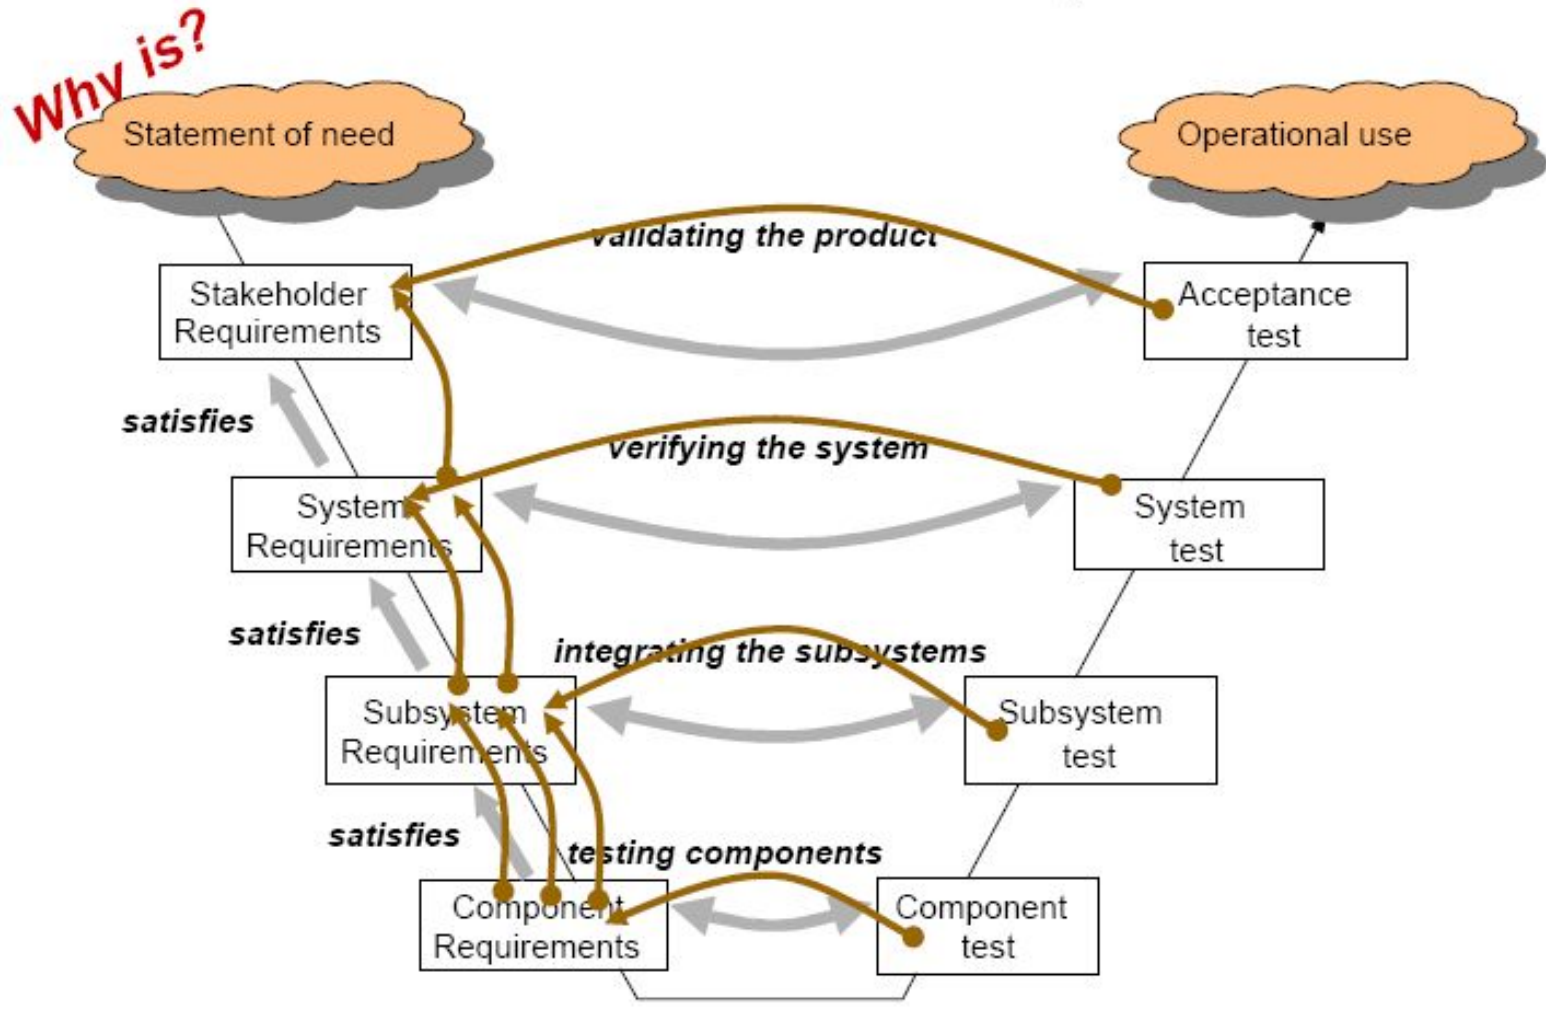 Why is?
Statement of need
Operational use
validating the product
Stakeholder
Requirements
Acceptance
test
satisfies
verifying the system
System
Requirements
System
test
satisfies
integrating the subsystems
Subsystem
Requirements
Subsystem
test
satisfies
testing components
Component
Requirements
Component
test